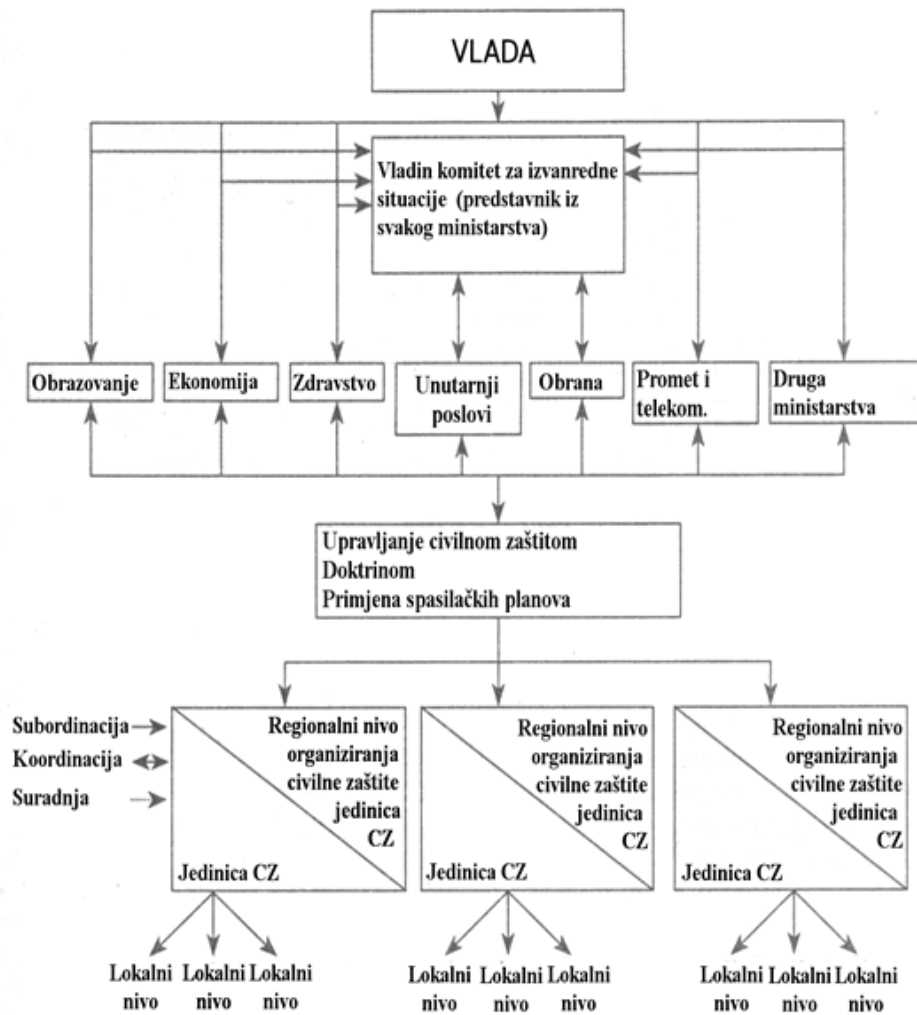 VLADA
Vladin komitet za izvanredne
situacije (predstavnik iz
svakog ministarstva)
Obrazovanje
Ekonomija
Zdravstvo
Unutarnji
poslovi
Obrana
Promet i
telekom.
Druga
ministarstva
Upravljanje civilnom zaštitom
Doktrinom
Primjena spasilačkih planova
Subordinacija
Koordinacija
Suradnja
Regionalni nivo
organiziranja
civilne zaštite
jedinica
CZ
Jedinica CZ
Regionalni nivo
organiziranja
civilne zaštite
jedinica
CZ
Jedinica CZ
Regionalni nivo
organiziranja
civilne zaštite
jedinica
CZ
Jedinica CZ
Lokalni
nivo
Lokalni
nivo
Lokalni
nivo
Lokalni
nivo
Lokalni
nivo
Lokalni
nivo
Lokalni
nivo
Lokalni
nivo
Lokalni
nivo